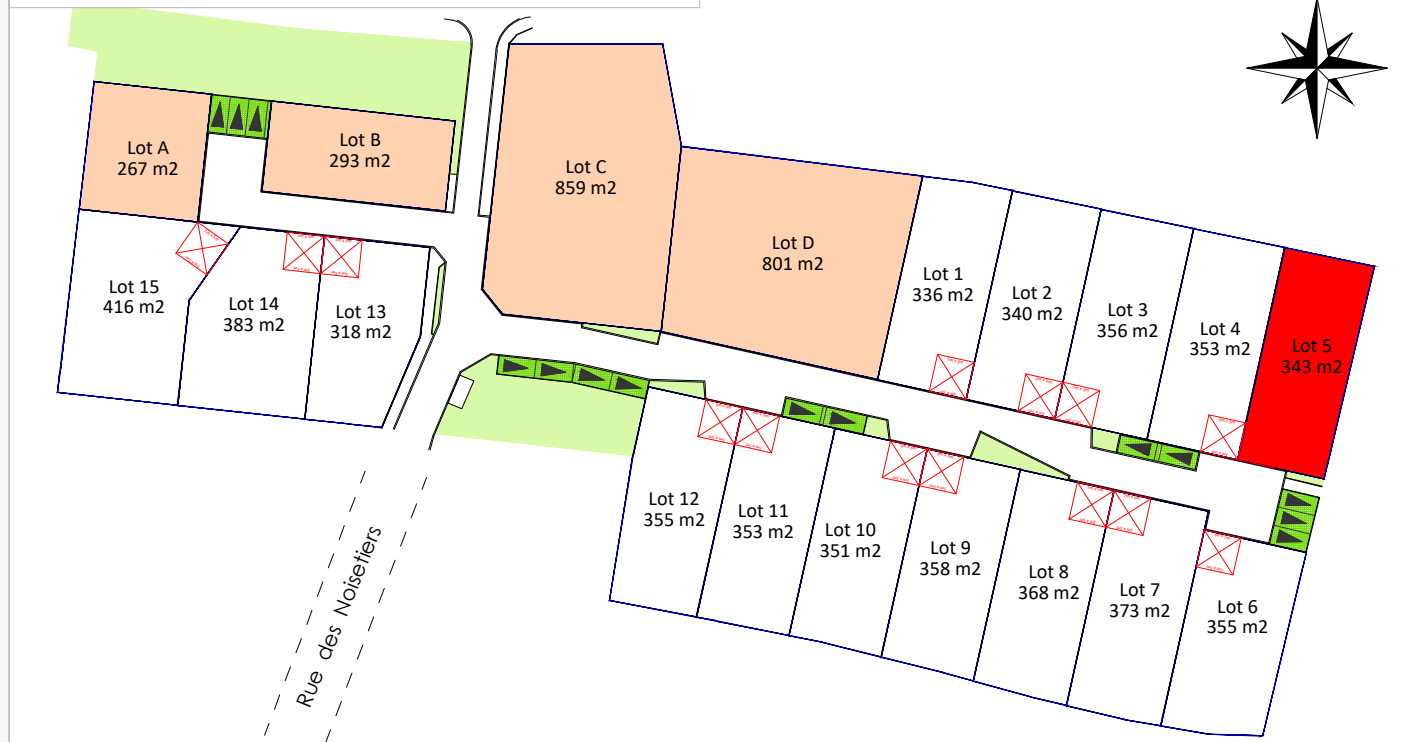 Lot A
267 m2
Lot B
293 m2
Lot C
859 m2
Lot D
801 m2
Lot 1
336 m2
Lot 2
340 m2
Lot 3
356 m2
Lot 4
353 m2
Lot 5
343 m2
Lot 15
416 m2
Lot 14
383 m2
Lot 13
318 m2
Lot 12
355 m2
Lot 11
353 m2
Lot 10
351 m2
Lot 9
358 m2
Lot 8
368 m2
Lot 7
373 m2
Lot 6
355 m2
Rue des Noisetiers